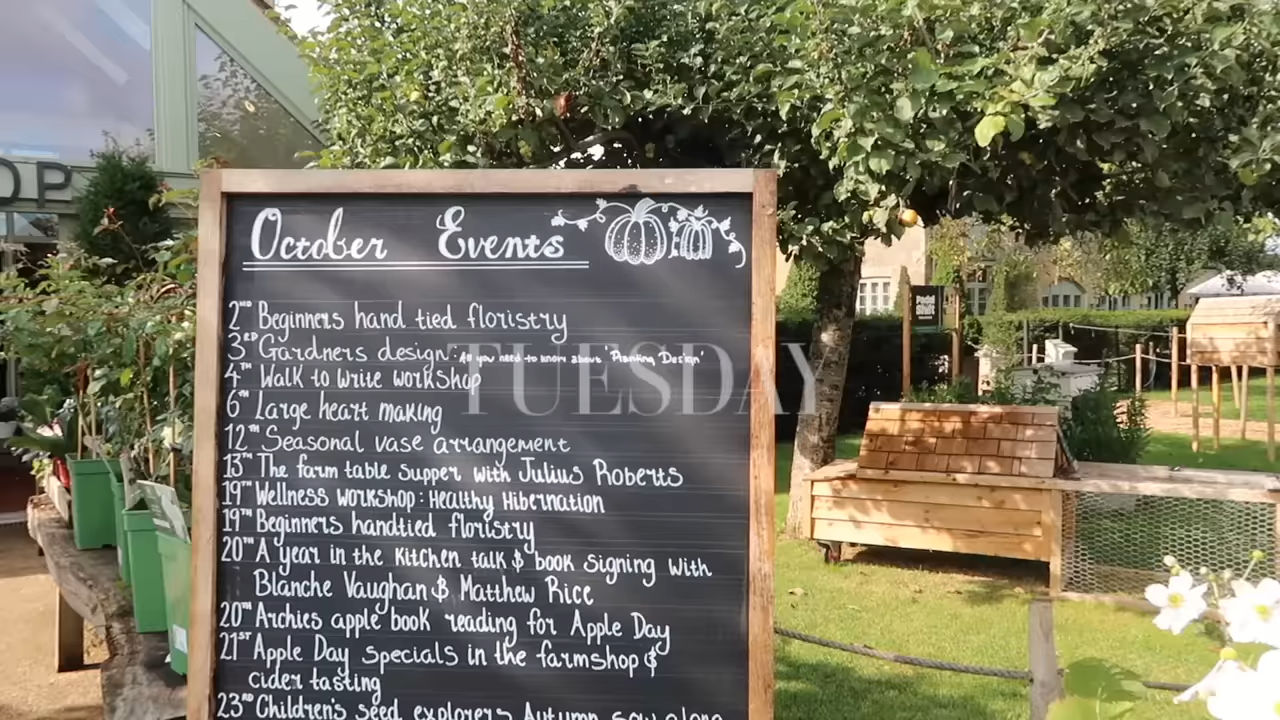 OP
October Events
2ND Beginners hand tied floristry
3RD Gardners design: All you need to know about 'Planting Design'
4TH Walk to write workshop
TUESDAY
6TH Large heart making
12TH Seasonal vase arrangement
13TH The farm table supper with Julius Roberts
19TH Wellness workshop: Healthy Hibernation
19TH Beginners handtied floristry
20TH A year in the kitchen talk & book signing with
Blanche Vaughan & Matthew Rice
20TH Archies apple book reading for Apple Day
21ST Apple Day specials in the farmshop &
cider tasting
23RD Children's seed explorers Autumn sow along